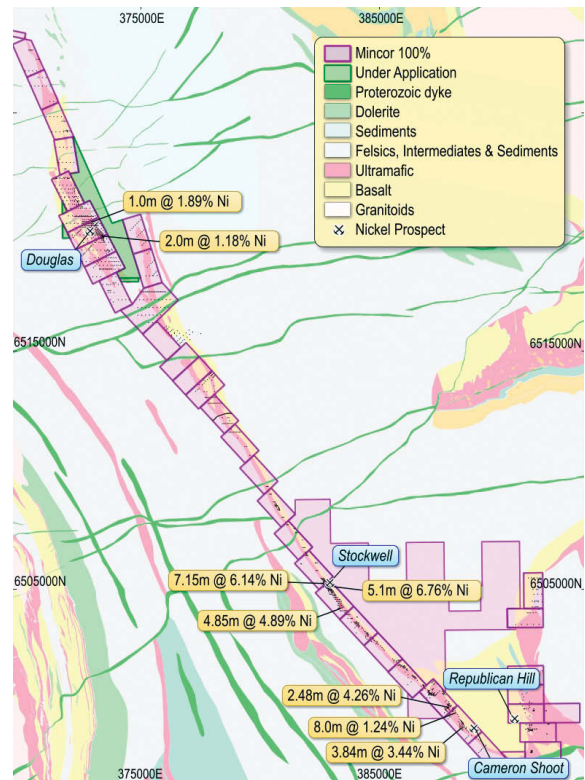 375000E
385000E
Mincor 100%
Under Application
Proterozoic dyke
Dolerite
Sediments
Felsics, Intermediates & Sediments
Ultramafic
Basalt
Granitoids
Nickel Prospect
1.0m @ 1.89% Ni
2.0m @ 1.18% Ni
Douglas
6515000N
6515000N
Stockwell
7.15m @ 6.14% Ni
5.1m @ 6.76% Ni
6505000N
6505000N
4.85m @ 4.89% Ni
Republican Hill
2.48m @ 4.26% Ni
8.0m @ 1.24% Ni
3.84m @ 3.44% Ni
Cameron Shoot
375000E
385000E